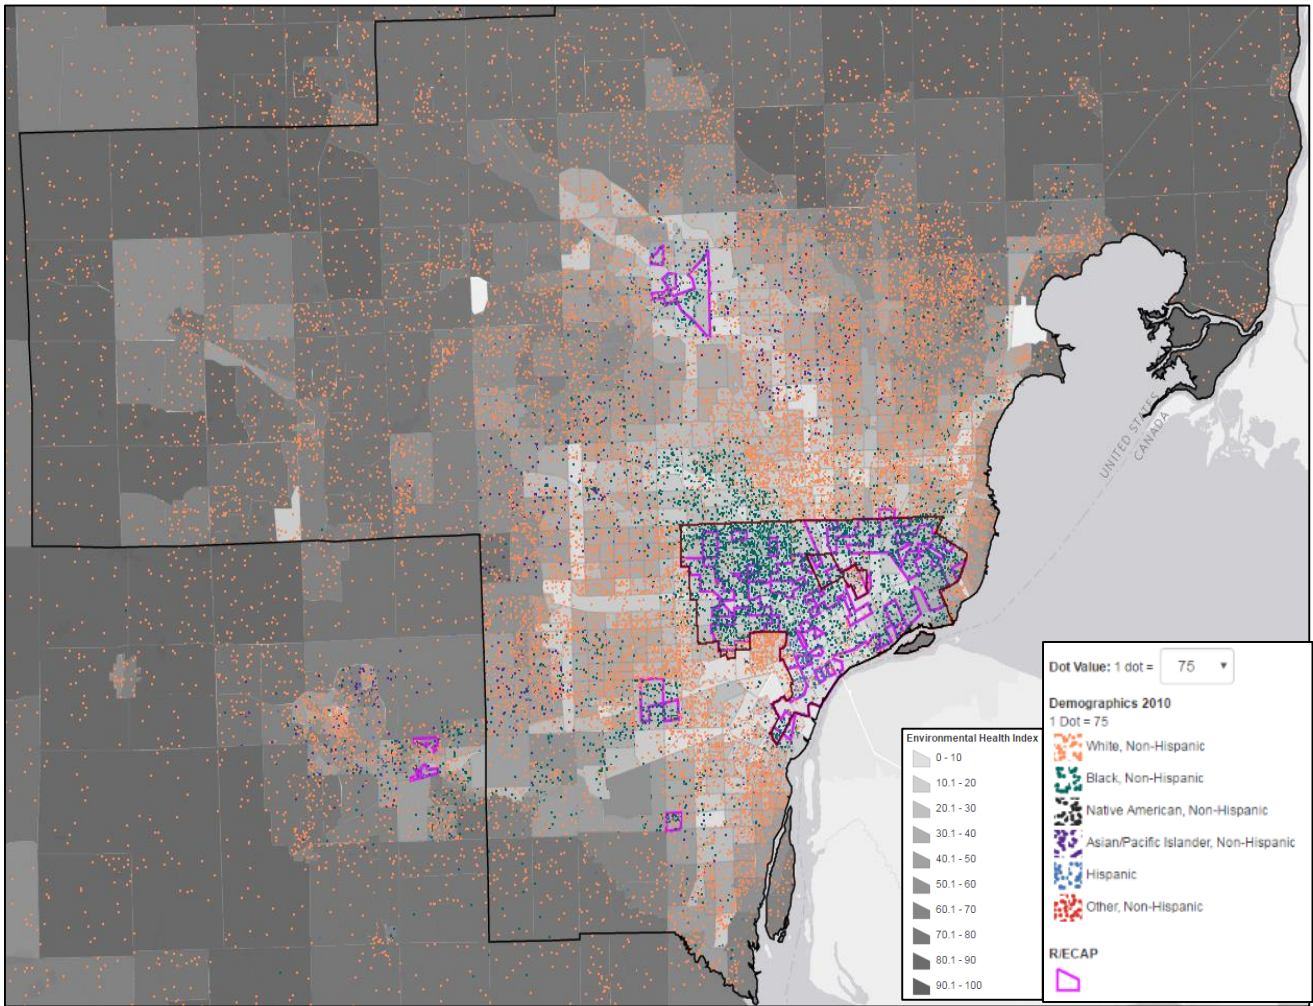 UNITED STATES
CANADA
Environmental Health Index
0 - 10
10.1 - 20
20.1 - 30
30.1 - 40
40.1 - 50
50.1 - 60
60.1 - 70
70.1 - 80
80.1 - 90
90.1 - 100
Dot Value: 1 dot = 75
Demographics 2010
1 Dot = 75
White, Non-Hispanic
Black, Non-Hispanic
Native American, Non-Hispanic
Asian/Pacific Islander, Non-Hispanic
Hispanic
Other, Non-Hispanic
R/ECAP